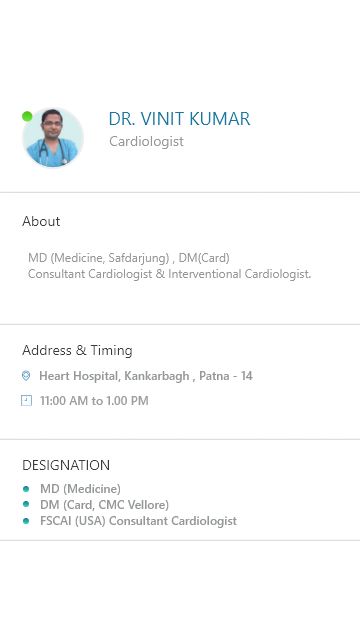 DR. VINIT KUMAR
Cardiologist
About
MD (Medicine, Safdarjung) , DM(Card)
Consultant Cardiologist & Interventional Cardiologist.
Address & Timing
Heart Hospital, Kankarbagh , Patna - 14
11:00 AM to 1.00 PM
DESIGNATION
MD (Medicine)
DM (Card, CMC Vellore)
FSCAI (USA) Consultant Cardiologist